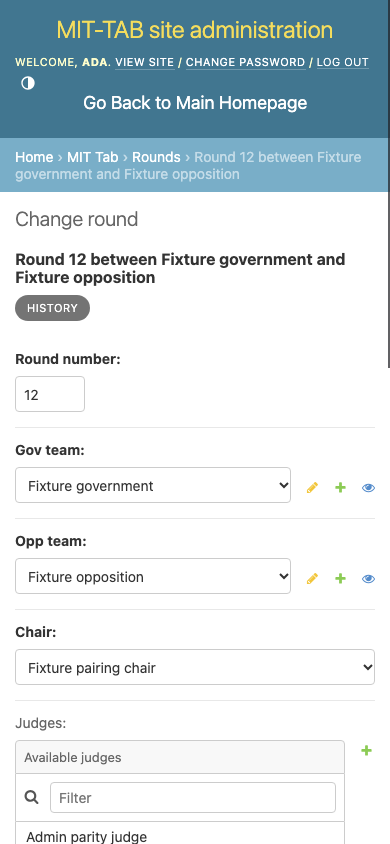 MIT-TAB site administration
WELCOME, ADA. VIEW SITE / CHANGE PASSWORD / LOG OUT
Go Back to Main Homepage
Home › MIT Tab › Rounds › Round 12 between Fixture
government and Fixture opposition
Change round
Round 12 between Fixture government and
Fixture opposition
HISTORY
Round number:
12
Gov team:
Fixture government
Opp team:
Fixture opposition
Chair:
Fixture pairing chair
Judges:
Available judges
Filter
Admin parity judge